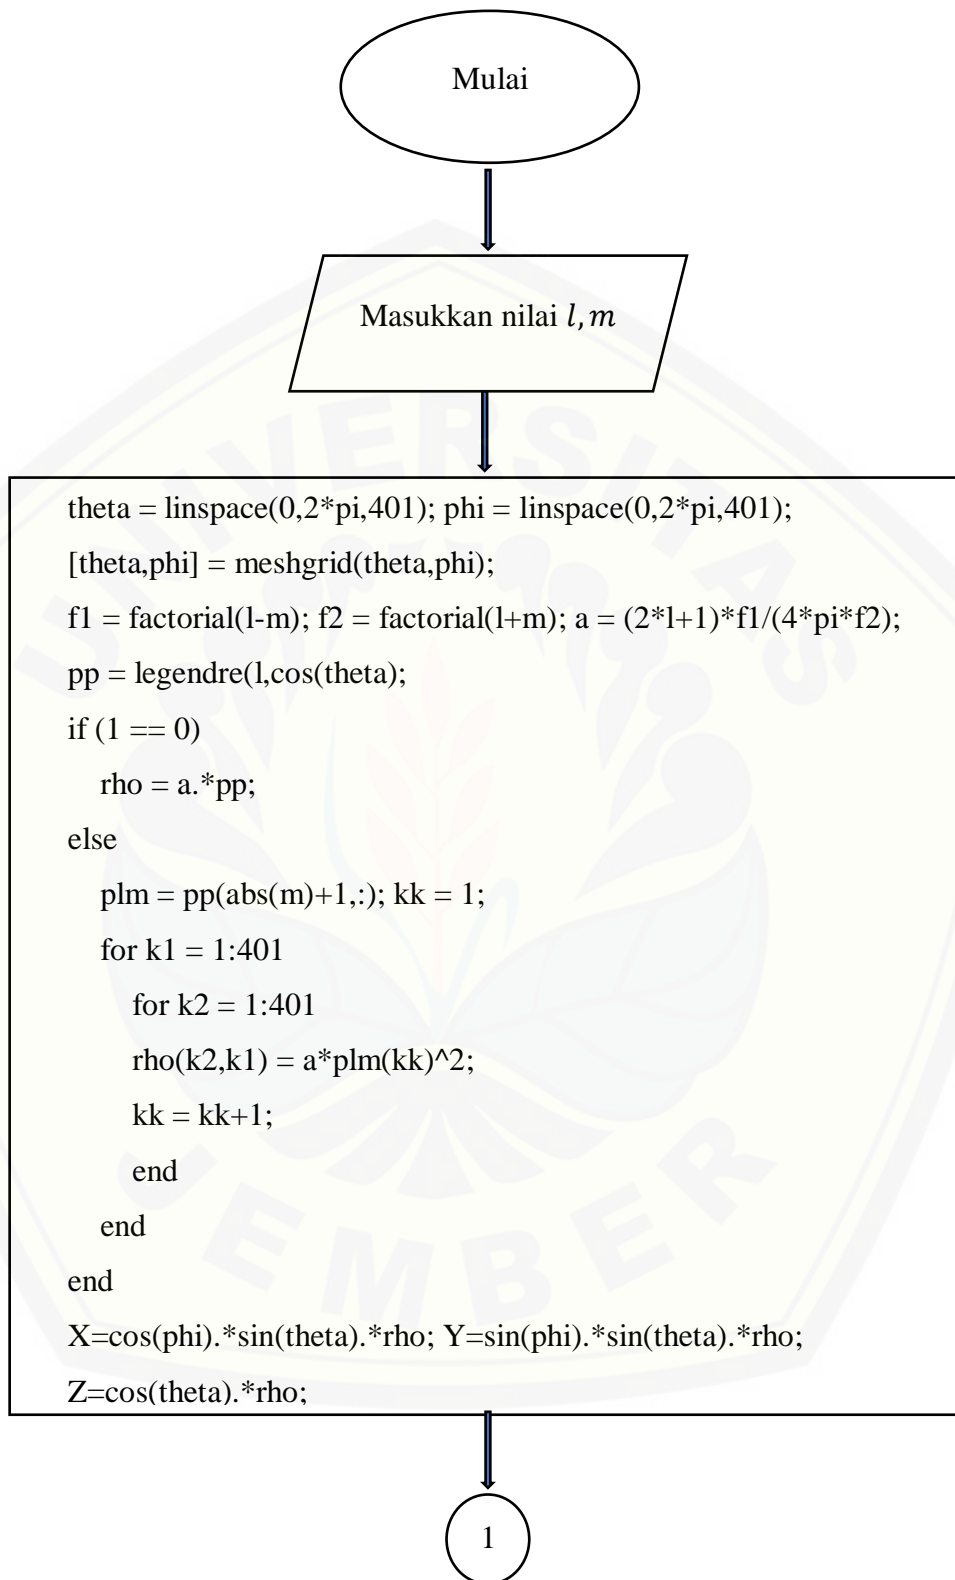 Mulai
Masukkan nilai 𝑙, 𝑚
theta = linspace(0,2*pi,401); phi = linspace(0,2*pi,401);
[theta,phi] = meshgrid(theta,phi);
f1 = factorial(l-m); f2 = factorial(l+m); a = (2*l+1)*f1/(4*pi*f2);
pp = legendre(l,cos(theta);
if (1 == 0)
rho = a.*pp;
else
plm = pp(abs(m)+1,:); kk = 1;
for k1 = 1:401
for k2 = 1:401
rho(k2,k1) = a*plm(kk)^2;
kk = kk+1;
end
end
end
X=cos(phi).*sin(theta).*rho; Y=sin(phi).*sin(theta).*rho;
Z=cos(theta).*rho;
1
UNIVERSITAS
JEMBER